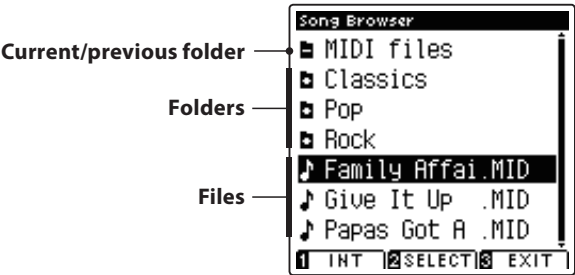 Song Browser
Current/previous folder
MIDI files
Classics
Folders
Pop
Rock
Family Affai.MID
Files
Give It Up .MID
Papas Got A .MID
1 INT 2 SELECT 3 EXIT